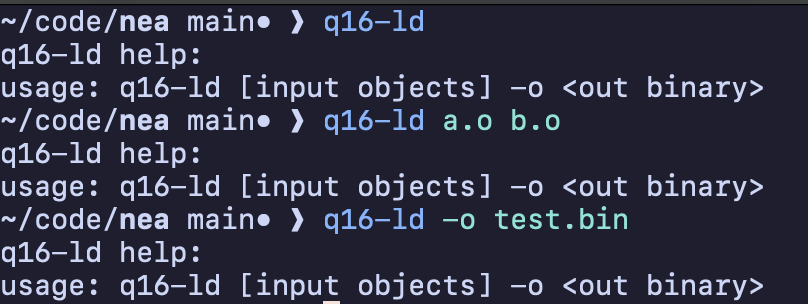 ~/code/nea main• ❱ q16-ld
q16-ld help:
usage: q16-ld [input objects] -o <out binary>
~/code/nea main• ❱ q16-ld a.o b.o
q16-ld help:
usage: q16-ld [input objects] -o <out binary>
~/code/nea main• ❱ q16-ld -o test.bin
q16-ld help:
usage: q16-ld [input objects] -o <out binary>